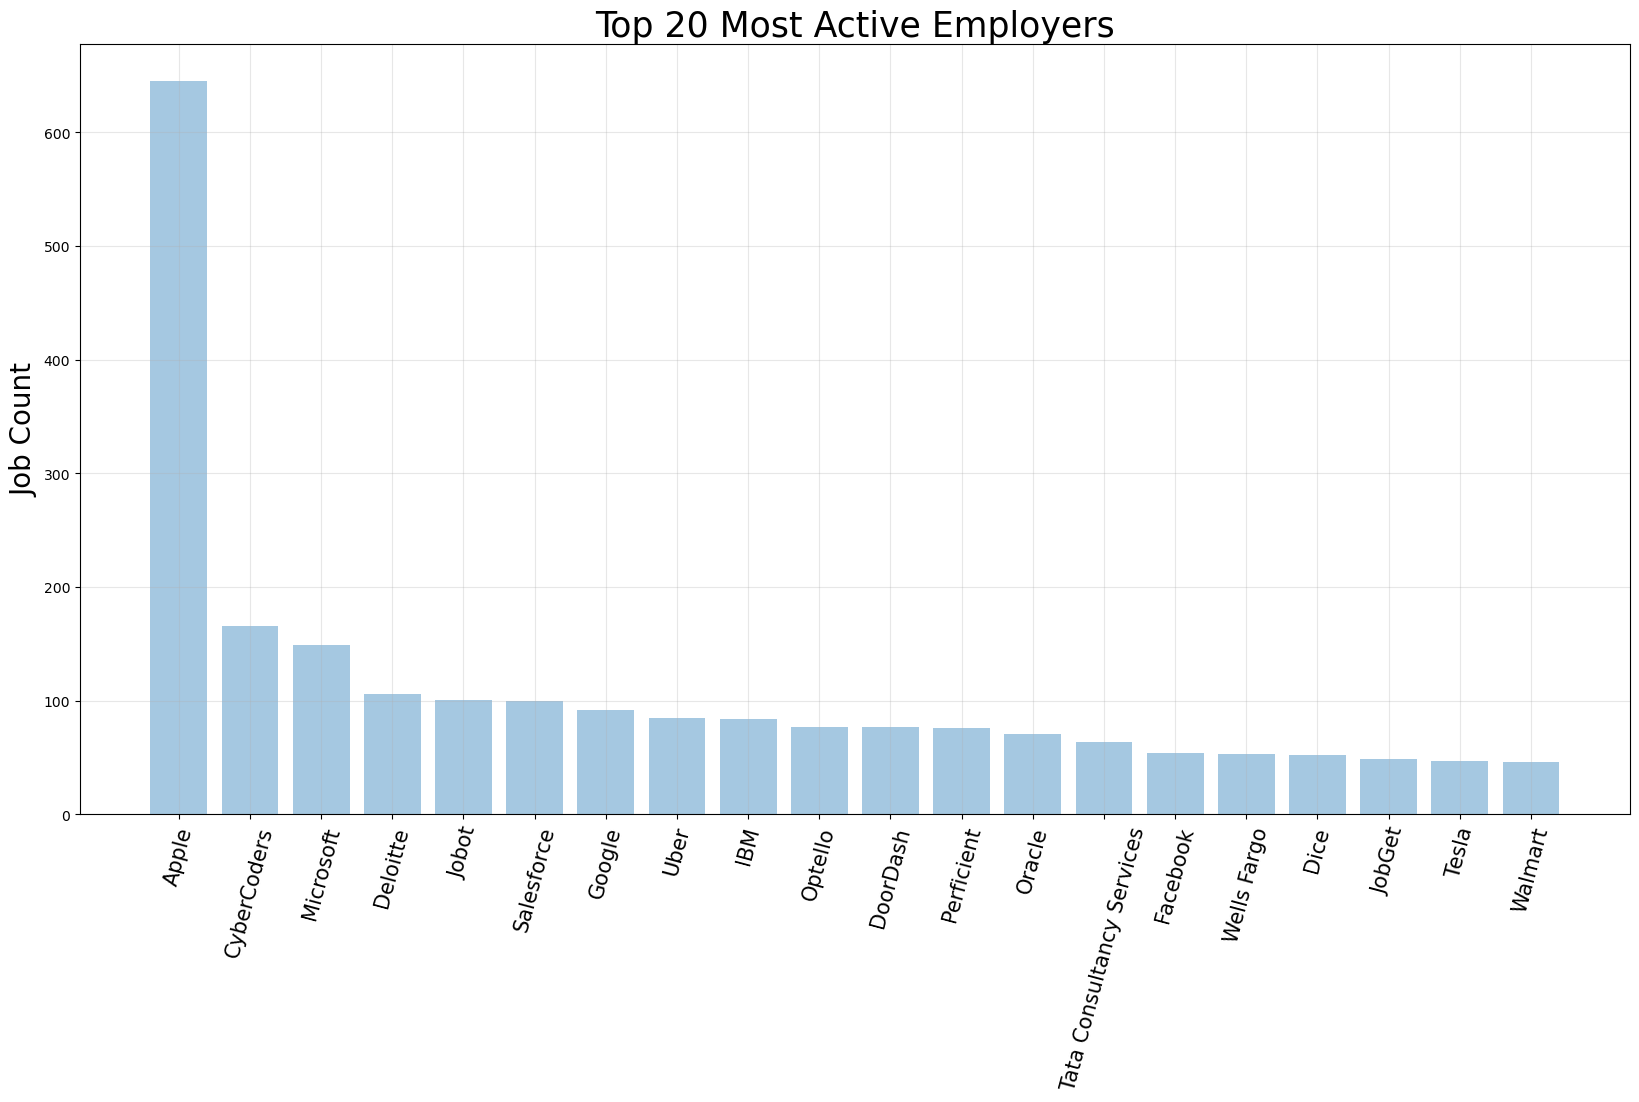 Top 20 Most Active Employers
Job Count
600
500
400
300
200
100
0
Apple
CyberCoders
Microsoft
Deloitte
Jobot
Salesforce
Google
Uber
IBM
Optello
DoorDash
Perficient
Oracle
Tata Consultancy Services
Facebook
Wells Fargo
Dice
JobGet
Tesla
Walmart